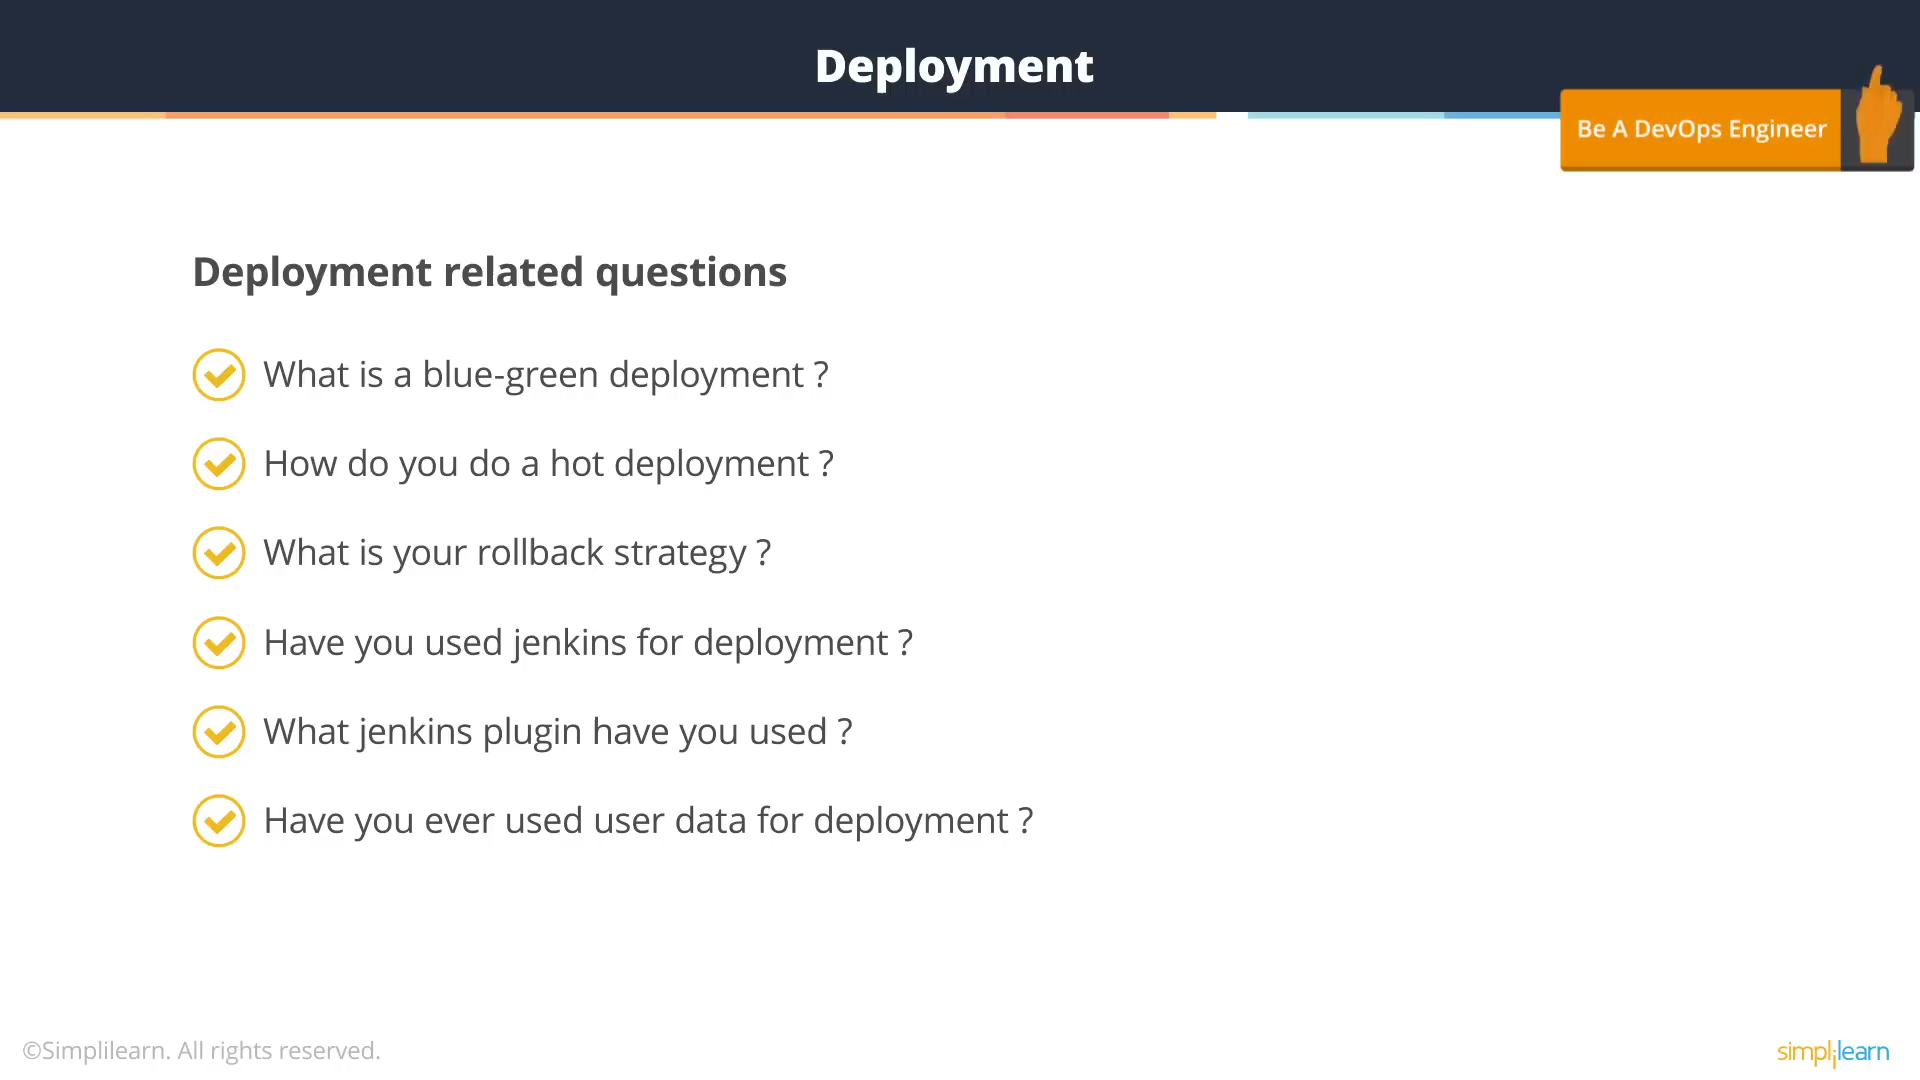 Deployment
Be A DevOps Engineer
Deployment related questions
What is a blue-green deployment ?
How do you do a hot deployment ?
What is your rollback strategy ?
Have you used jenkins for deployment ?
What jenkins plugin have you used ?
Have you ever used user data for deployment ?
©Simplilearn. All rights reserved.
simplilearn